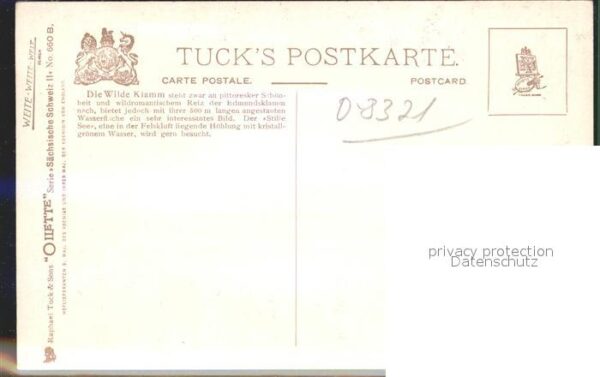 TUCK'S POSTKARTE.
CARTE POSTALE.
POSTCARD
Die Wilde Klamm steht zwar an pittoresker Schön-
heit und wildromantischem Reiz der Edmundsklamm
nach, bietet jedoch mit ihrer 500 m langen angestauten
Wasserfläche ein sehr interessantes Bild. Der »Stille
See«, eine in der Felskluft liegende Höhlung mit kristall-
grünem Wasser, wird gern besucht.
0-8321
privacy protection
Datenschutz
Raphael Tuck & Sons "OILETTE" Serie »Sächsische Schweiz II« No. 660 B.